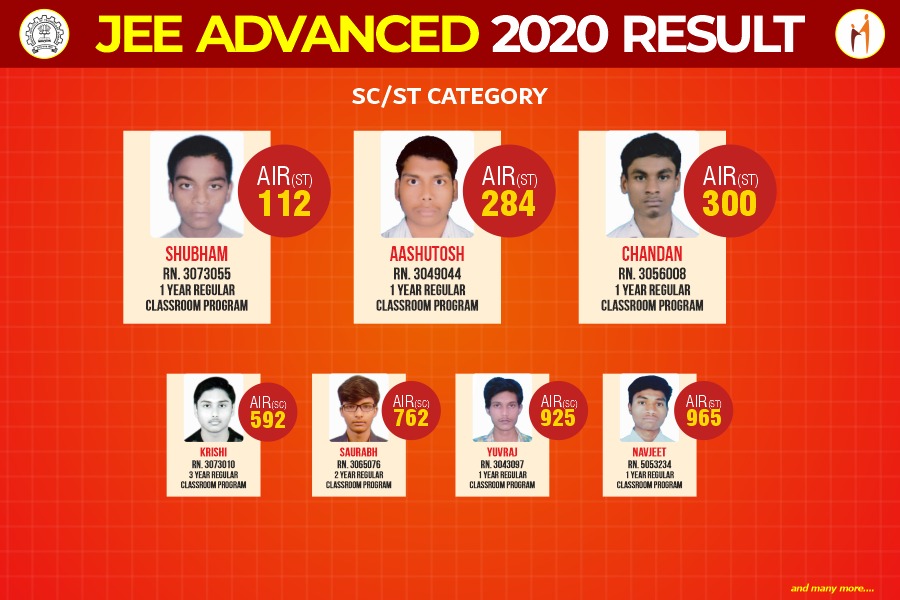 JEE ADVANCED 2020 RESULT
SC/ST CATEGORY
AIR(ST)
112
SHUBHAM
RN. 3073055
1 YEAR REGULAR
CLASSROOM PROGRAM
AIR(ST)
284
AASHUTOSH
RN. 3049044
1 YEAR REGULAR
CLASSROOM PROGRAM
AIR(ST)
300
CHANDAN
RN. 3056008
1 YEAR REGULAR
CLASSROOM PROGRAM
AIR(SC)
592
KRISHI
RN. 3073010
3 YEAR REGULAR
CLASSROOM PROGRAM
AIR(SC)
762
SAURABH
RN. 3065076
2 YEAR REGULAR
CLASSROOM PROGRAM
AIR(SC)
925
YUVRAJ
RN. 3043097
1 YEAR REGULAR
CLASSROOM PROGRAM
AIR(ST)
965
NAVJEET
RN. 5053234
1 YEAR REGULAR
CLASSROOM PROGRAM
and many more....